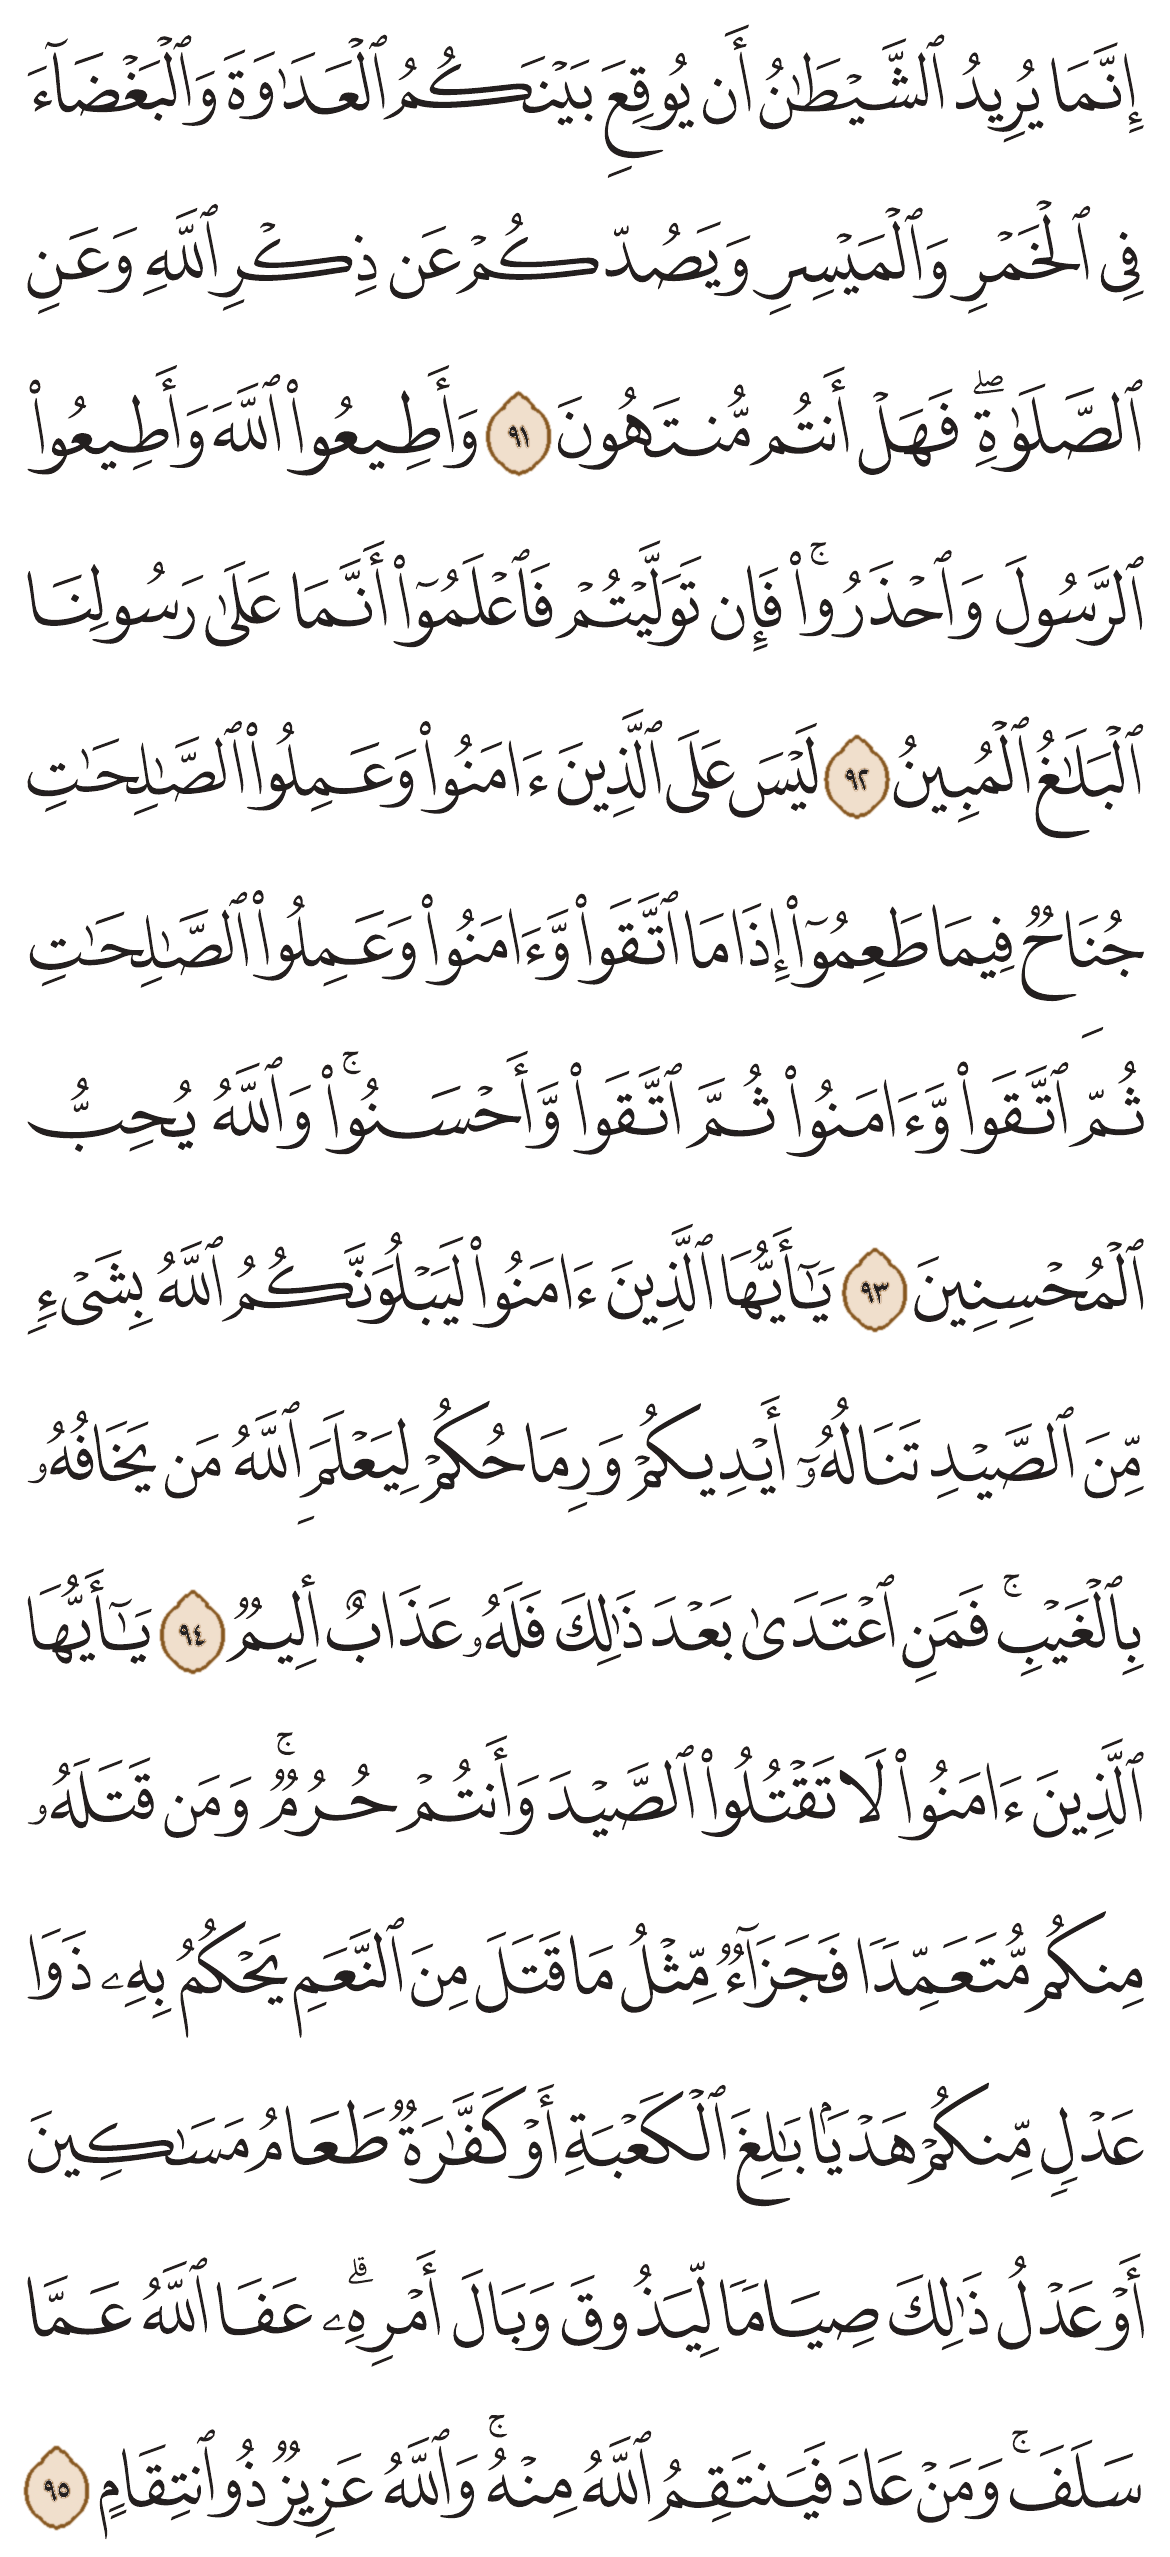 إِنَّمَا يُرِيدُ ٱلشَّيْطَٰنُ أَن يُوقِعَ بَيْنَكُمُ ٱلْعَدَٰوَةَ وَٱلْبَغْضَآءَ
فِى ٱلْخَمْرِ وَٱلْمَيْسِرِ وَيَصُدَّكُمْ عَن ذِكْرِ ٱللَّهِ وَعَنِ
ٱلصَّلَوٰةِ ۖ فَهَلْ أَنتُم مُّنتَهُونَ ٩١ وَأَطِيعُوا۟ ٱللَّهَ وَأَطِيعُوا۟
ٱلرَّسُولَ وَٱحْذَرُوا۟ ۚ فَإِن تَوَلَّيْتُمْ فَٱعْلَمُوٓا۟ أَنَّمَا عَلَىٰ رَسُولِنَا
ٱلْبَلَٰغُ ٱلْمُبِينُ ٩٢ لَيْسَ عَلَى ٱلَّذِينَ ءَامَنُوا۟ وَعَمِلُوا۟ ٱلصَّٰلِحَٰتِ
جُنَاحٌ فِيمَا طَعِمُوٓا۟ إِذَا مَا ٱتَّقَوا۟ وَّءَامَنُوا۟ وَعَمِلُوا۟ ٱلصَّٰلِحَٰتِ
ثُمَّ ٱتَّقَوا۟ وَّءَامَنُوا۟ ثُمَّ ٱتَّقَوا۟ وَّأَحْسَنُوا۟ ۚ وَٱللَّهُ يُحِبُّ
ٱلْمُحْسِنِينَ ٩٣ يَٰٓأَيُّهَا ٱلَّذِينَ ءَامَنُوا۟ لَيَبْلُوَنَّكُمُ ٱللَّهُ بِشَىْءٍ
مِّنَ ٱلصَّيْدِ تَنَالُهُۥٓ أَيْدِيكُمْ وَرِمَاحُكُمْ لِيَعْلَمَ ٱللَّهُ مَن يَخَافُهُۥ
بِٱلْغَيْبِ ۚ فَمَنِ ٱعْتَدَىٰ بَعْدَ ذَٰلِكَ فَلَهُۥ عَذَابٌ أَلِيمٌ ٩٤ يَٰٓأَيُّهَا
ٱلَّذِينَ ءَامَنُوا۟ لَا تَقْتُلُوا۟ ٱلصَّيْدَ وَأَنتُمْ حُرُمٌ ۚ وَمَن قَتَلَهُۥ
مِنكُم مُّتَعَمِّدًا فَجَزَآءٌ مِّثْلُ مَا قَتَلَ مِنَ ٱلنَّعَمِ يَحْكُمُ بِهِۦ ذَوَا
عَدْلٍ مِّنكُمْ هَدْيًۢا بَٰلِغَ ٱلْكَعْبَةِ أَوْ كَفَّٰرَةٌ طَعَامُ مَسَٰكِينَ
أَوْ عَدْلُ ذَٰلِكَ صِيَامًا لِّيَذُوقَ وَبَالَ أَمْرِهِۦ ۗ عَفَا ٱللَّهُ عَمَّا
سَلَفَ ۚ وَمَنْ عَادَ فَيَنتَقِمُ ٱللَّهُ مِنْهُ ۚ وَٱللَّهُ عَزِيزٌ ذُو ٱنتِقَامٍ ٩٥